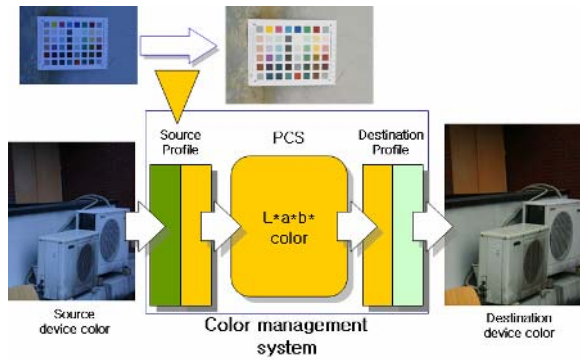 Source
Profile
PCS
Destination
Profile
L*a*b*
color
Source
device color
Color management
system
Destination
device color